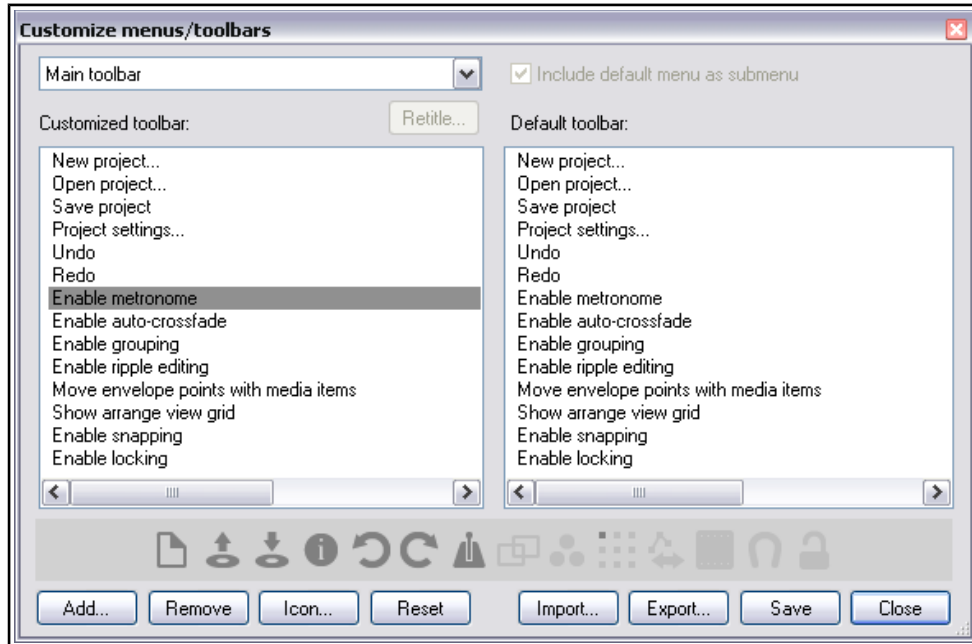 Customize menus/toolbars
Main toolbar
Include default menu as submenu
Customized toolbar:
Retitle...
Default toolbar:
New project...
Open project...
Save project
Project settings...
Undo
Redo
Enable metronome
Enable auto-crossfade
Enable grouping
Enable ripple editing
Move envelope points with media items
Show arrange view grid
Enable snapping
Enable locking
New project...
Open project...
Save project
Project settings...
Undo
Redo
Enable metronome
Enable auto-crossfade
Enable grouping
Enable ripple editing
Move envelope points with media items
Show arrange view grid
Enable snapping
Enable locking
Add...
Remove
Icon...
Reset
Import...
Export...
Save
Close